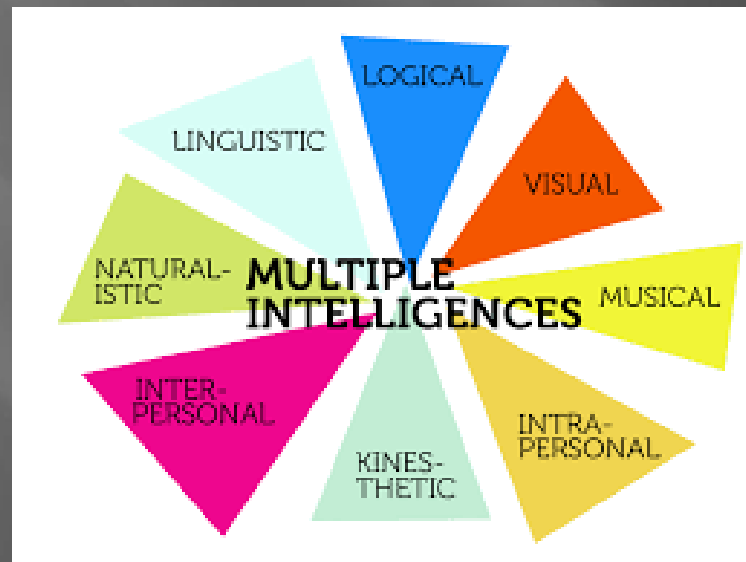 LOGICAL
LINGUISTIC
VISUAL
NATURAL-
ISTIC
MULTIPLE
INTELLIGENCES
MUSICAL
INTER-
PERSONAL
INTRA-
PERSONAL
KINES-
THETIC